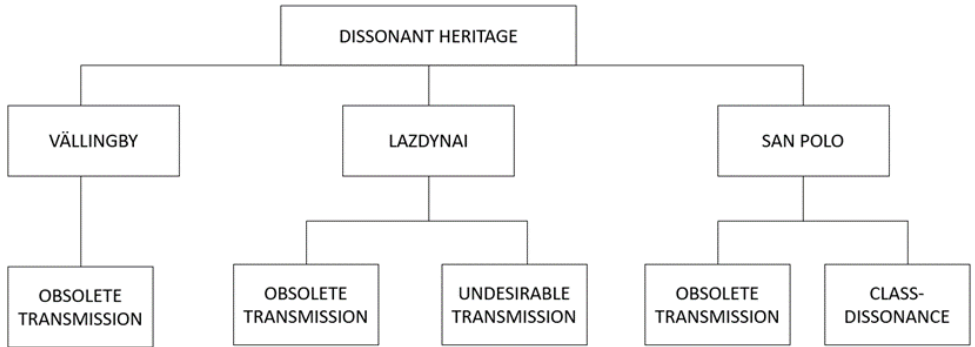 DISSONANT HERITAGE
VÄLLINGBY
LAZDYNAI
SAN POLO
OBSOLETE
TRANSMISSION
OBSOLETE
TRANSMISSION
UNDESIRABLE
TRANSMISSION
OBSOLETE
TRANSMISSION
CLASS-
DISSONANCE